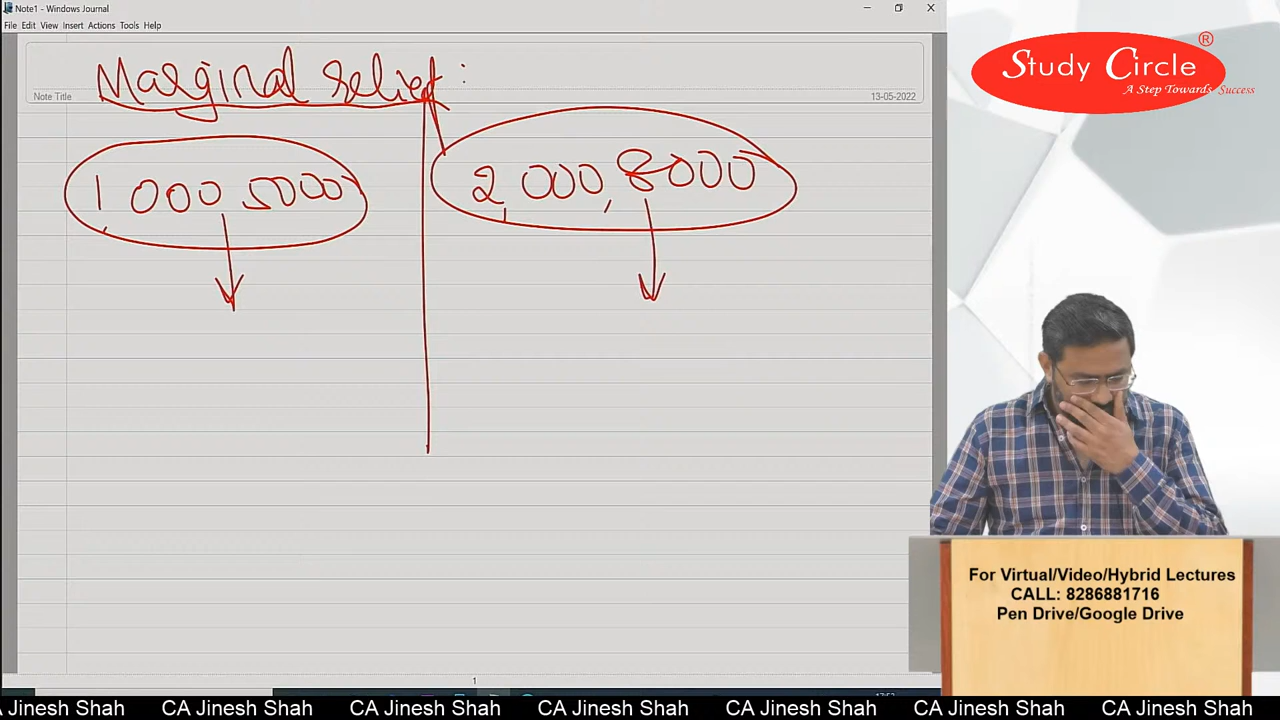 Note1 - Windows Journal
File Edit View Insert Actions Tools Help
Marginal relief :
Note Title
13-05-2022
1,000 5000
2,000,8000
1
Study Circle ®
A Step Towards Success
For Virtual/Video/Hybrid Lectures
CALL: 8286881716
Pen Drive/Google Drive
CA Jinesh Shah CA Jinesh Shah CA Jinesh Shah CA Jinesh Shah CA Jinesh Shah CA Jinesh Shah CA Jinesh Shah